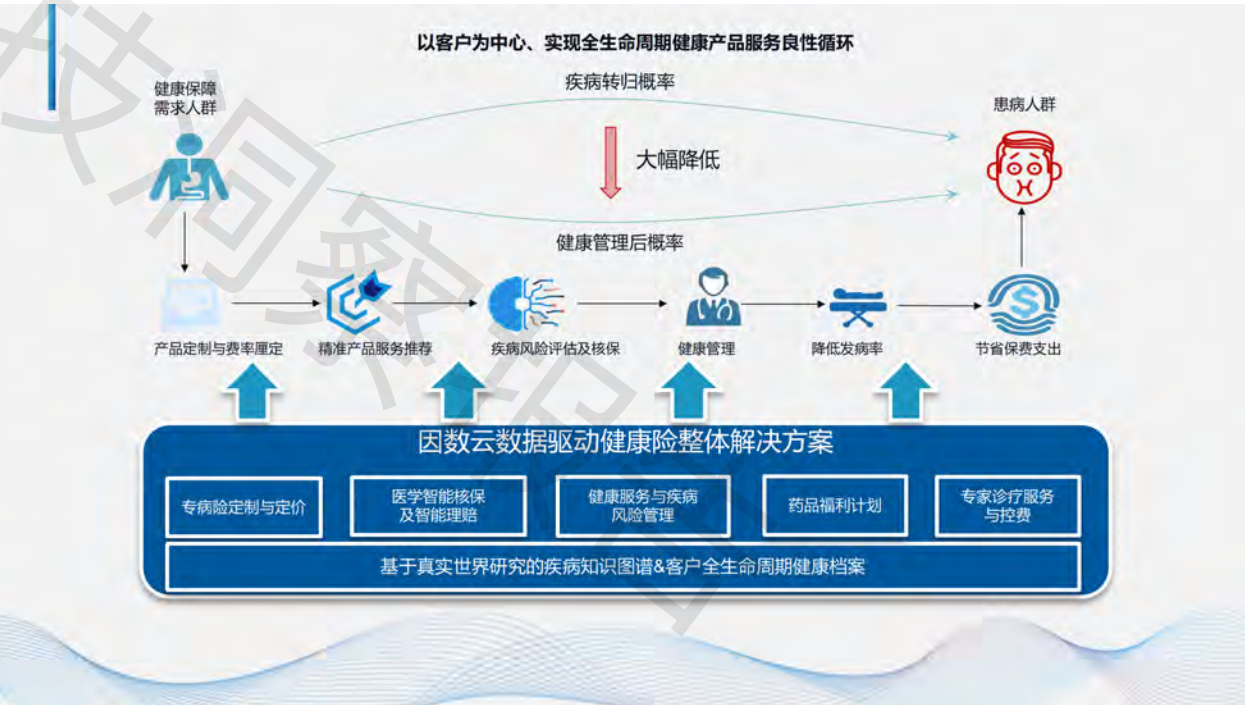 以客户为中心、实现全生命周期健康产品服务良性循环
疾病转归概率
健康保障
需求人群
患病人群
大幅降低
健康管理后概率
产品定制与费率厘定
精准产品服务推荐
疾病风险评估及核保
健康管理
降低发病率
节省保费支出
因数云数据驱动健康险整体解决方案
专病险定制与定价
医学智能核保
及智能理赔
健康服务与疾病
风险管理
药品福利计划
专家诊疗服务
与控费
基于真实世界研究的疾病知识图谱&客户全生命周期健康档案
技洞察报告